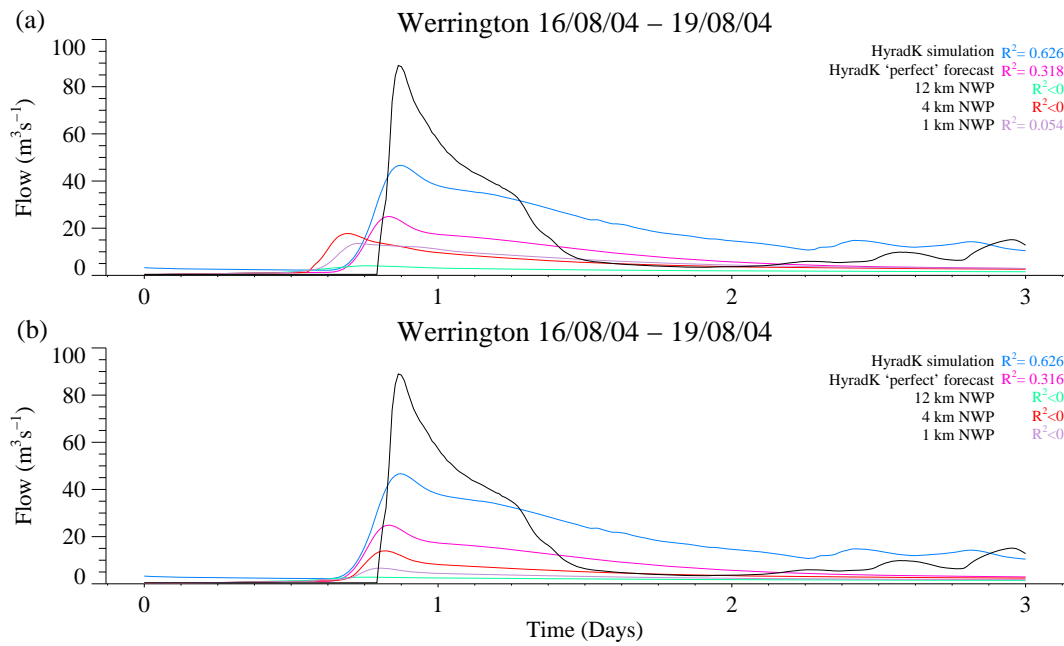 (a)
Werrington 16/08/04 – 19/08/04
HyradK simulation R²= 0.626
HyradK ‘perfect’ forecast R²= 0.318
12 km NWP R²<0
4 km NWP R²<0
1 km NWP R²= 0.054
Flow (m³s⁻¹)
100
80
60
40
20
0
0 1 2 3
(b)
Werrington 16/08/04 – 19/08/04
HyradK simulation R²= 0.626
HyradK ‘perfect’ forecast R²= 0.316
12 km NWP R²<0
4 km NWP R²<0
1 km NWP R²<0
Flow (m³s⁻¹)
100
80
60
40
20
0
0 1 2 3
Time (Days)